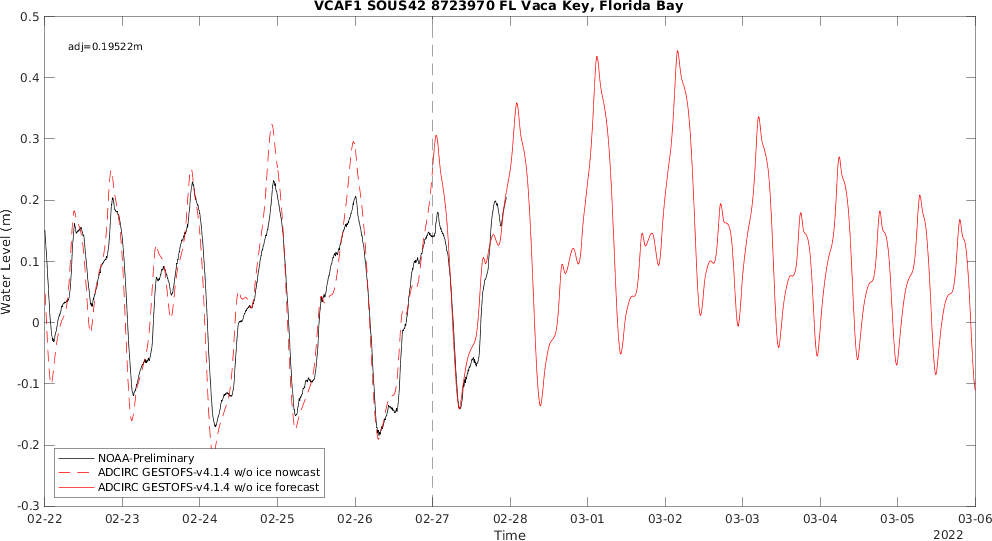 VCAF1 SOUS42 8723970 FL Vaca Key, Florida Bay
adj=0.19522m
0.5
0.4
0.3
0.2
0.1
0
-0.1
-0.2
-0.3
Water Level (m)
NOAA-Preliminary
ADCIRC GESTOFS-v4.1.4 w/o ice nowcast
ADCIRC GESTOFS-v4.1.4 w/o ice forecast
02-22 02-23 02-24 02-25 02-26 02-27 02-28 03-01 03-02 03-03 03-04 03-05 03-06
Time
2022